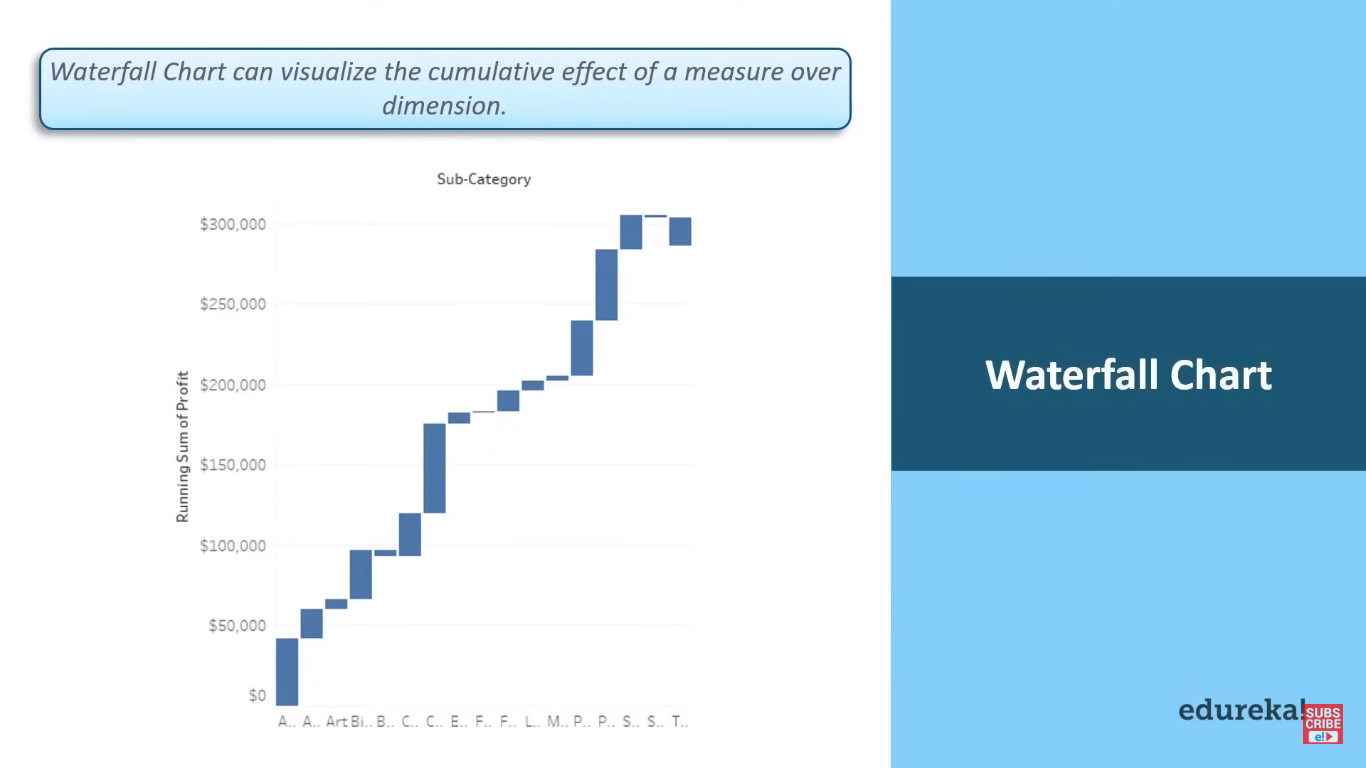 Waterfall Chart can visualize the cumulative effect of a measure over
dimension.
Sub-Category
$300,000
$250,000
$200,000
$150,000
$100,000
$50,000
$0
Running Sum of Profit
A.. A.. Art Bi.. B.. C.. C.. E.. F.. F.. L.. M.. P.. P.. S.. S.. T..
Waterfall Chart
edureka!
SUBS
CRIBE
e!